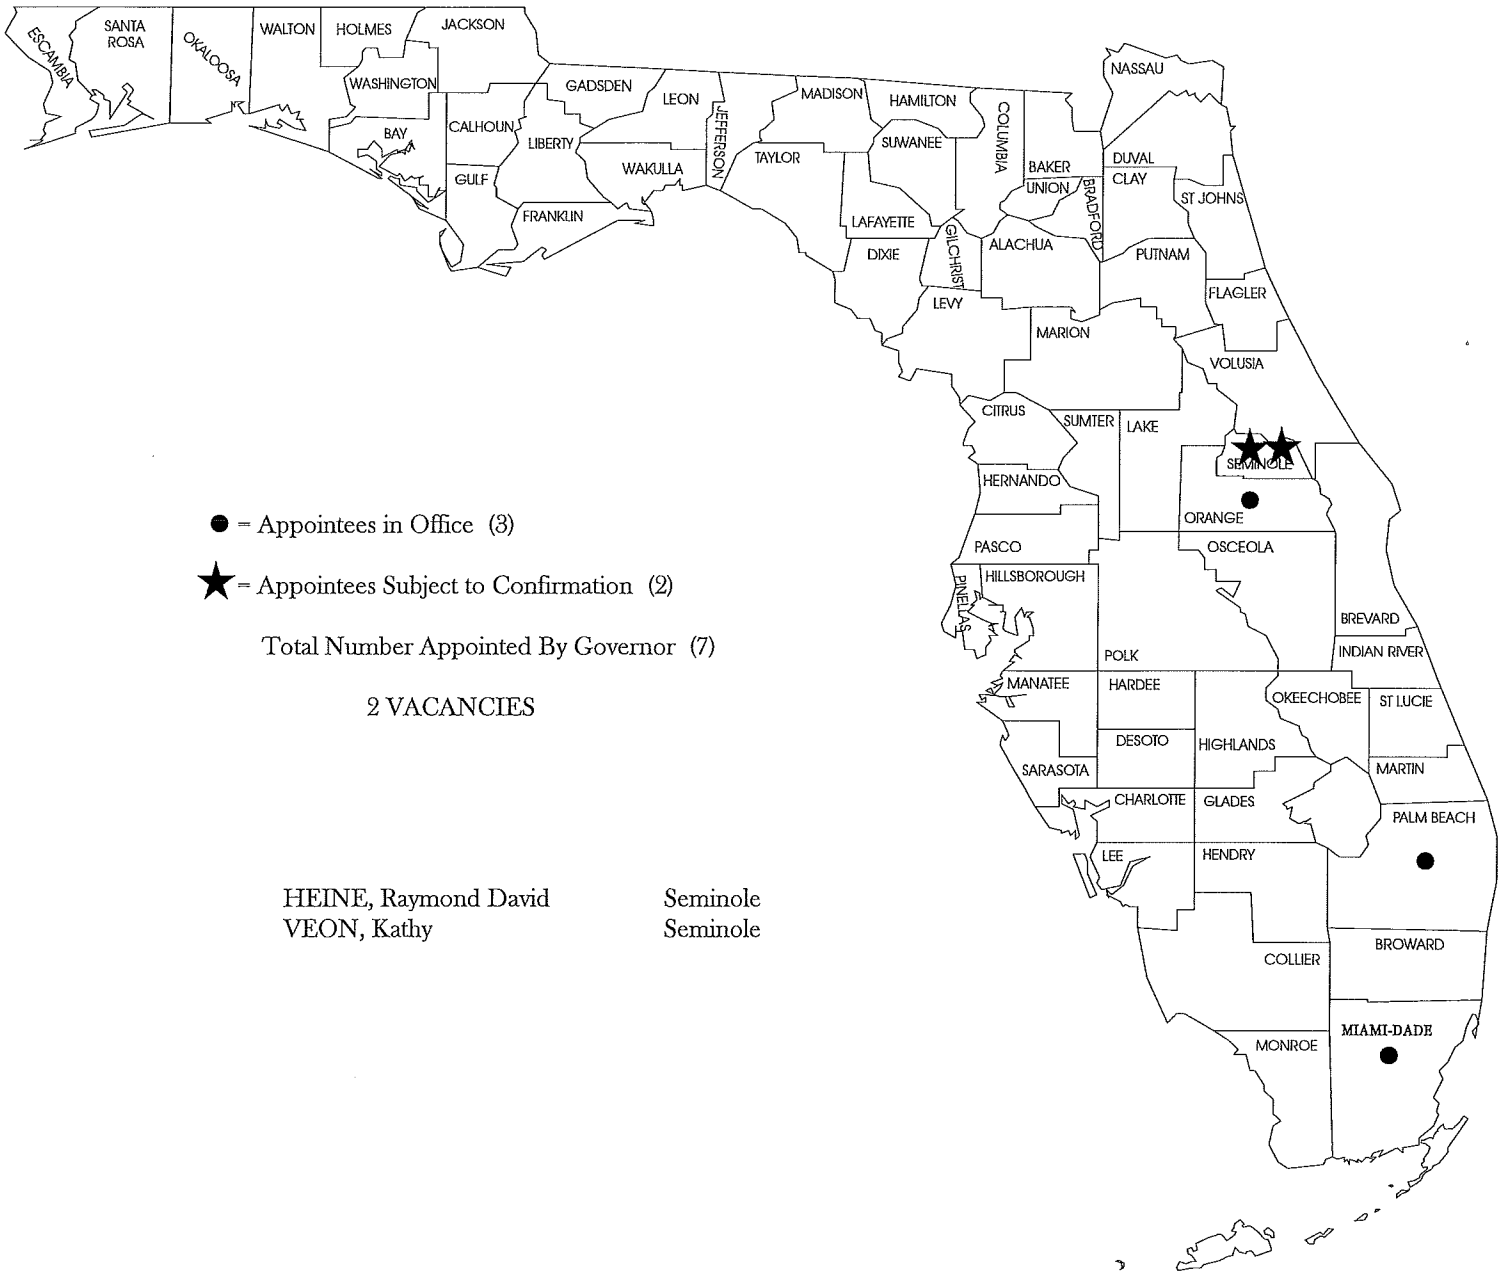 ESCAMBIA
SANTA
ROSA
OKALOOSA
WALTON
HOLMES
JACKSON
WASHINGTON
BAY
CALHOUN
GULF
GADSDEN
LIBERTY
FRANKLIN
LEON
WAKULLA
JEFFERSON
MADISON
TAYLOR
HAMILTON
SUWANEE
LAFAYETTE
DIXIE
COLUMBIA
GILCHRIST
NASSAU
BAKER
UNION
BRADFORD
DUVAL
CLAY
ST JOHNS
ALACHUA
PUTNAM
LEVY
FLAGLER
MARION
VOLUSIA
CITRUS
SUMTER
LAKE
SEMINOLE
HERNANDO
ORANGE
PASCO
OSCEOLA
PINELLAS
HILLSBOROUGH
BREVARD
POLK
INDIAN RIVER
MANATEE
HARDEE
OKEECHOBEE
ST LUCIE
DESOTO
HIGHLANDS
SARASOTA
MARTIN
CHARLOTTE
GLADES
PALM BEACH
LEE
HENDRY
BROWARD
COLLIER
MIAMI-DADE
MONROE
= Appointees in Office (3)
= Appointees Subject to Confirmation (2)
Total Number Appointed By Governor (7)
2 VACANCIES
HEINE, Raymond David Seminole
VEON, Kathy Seminole